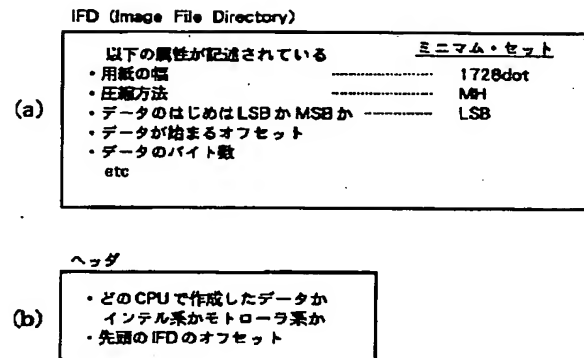 IFD (Image File Directory)
以下の属性が記述されている ミニマム・セット
・用紙の幅 ---------------- 1728dot
・圧縮方法 ---------------- MH
(a) ・データのはじめはLSBかMSBか -------- LSB
・データが始まるオフセット
・データのバイト数
etc
ヘッダ
・どのCPUで作成したデータか
(b) インテル系かモトローラ系か
・先頭のIFDのオフセット